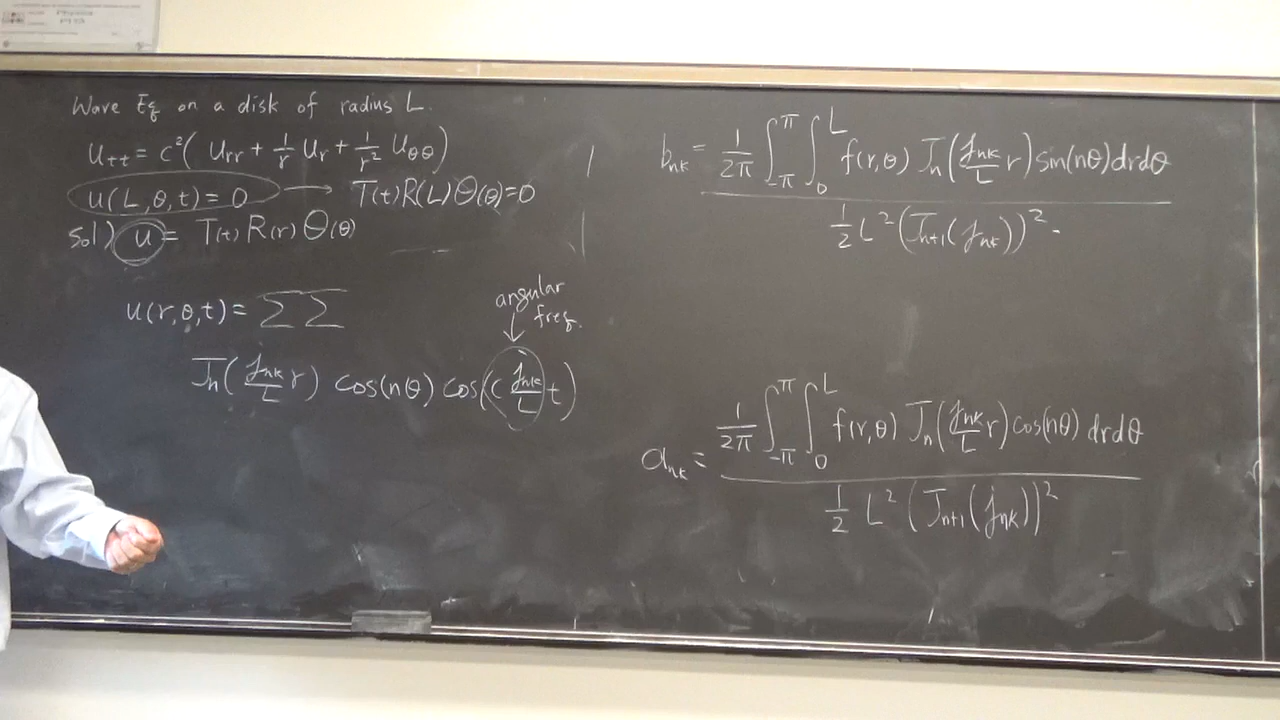 Wave Eq on a disk of radius L.
u_tt = c²( u_rr + 1/r u_r + 1/r² u_θθ )
u(L,θ,t) = 0 → T(t)R(L)Θ(θ)=0
sol) u = T(t) R(r) Θ(θ)
u(r,θ,t) = ∑ ∑
angular
freq.
J_n( j_nk/L r ) cos(nθ) cos( c j_nk/L t )
b_nk = 1/2π ∫_-π^π ∫_0^L f(r,θ) J_n( j_nk/L r ) sin(nθ) dr dθ
1/2 L² ( J_n+1( j_nk ) )².
a_nk = 1/2π ∫_-π^π ∫_0^L f(r,θ) J_n( j_nk/L r ) cos(nθ) dr dθ
1/2 L² ( J_n+1( j_nk ) )²